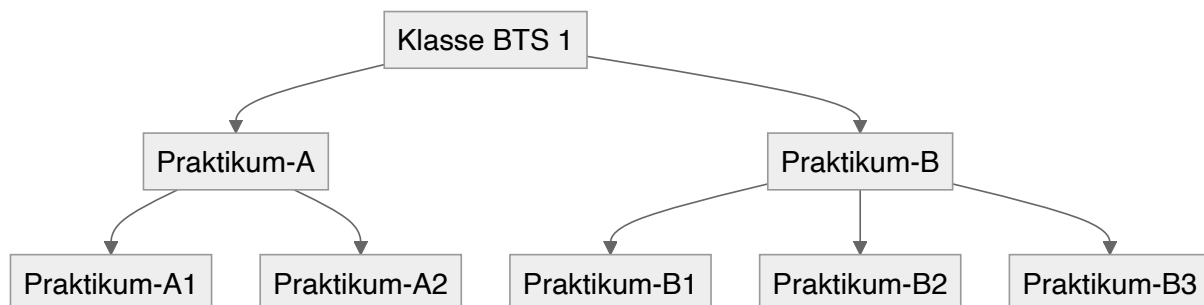 Klasse BTS 1
Praktikum-A
Praktikum-B
Praktikum-A1
Praktikum-A2
Praktikum-B1
Praktikum-B2
Praktikum-B3